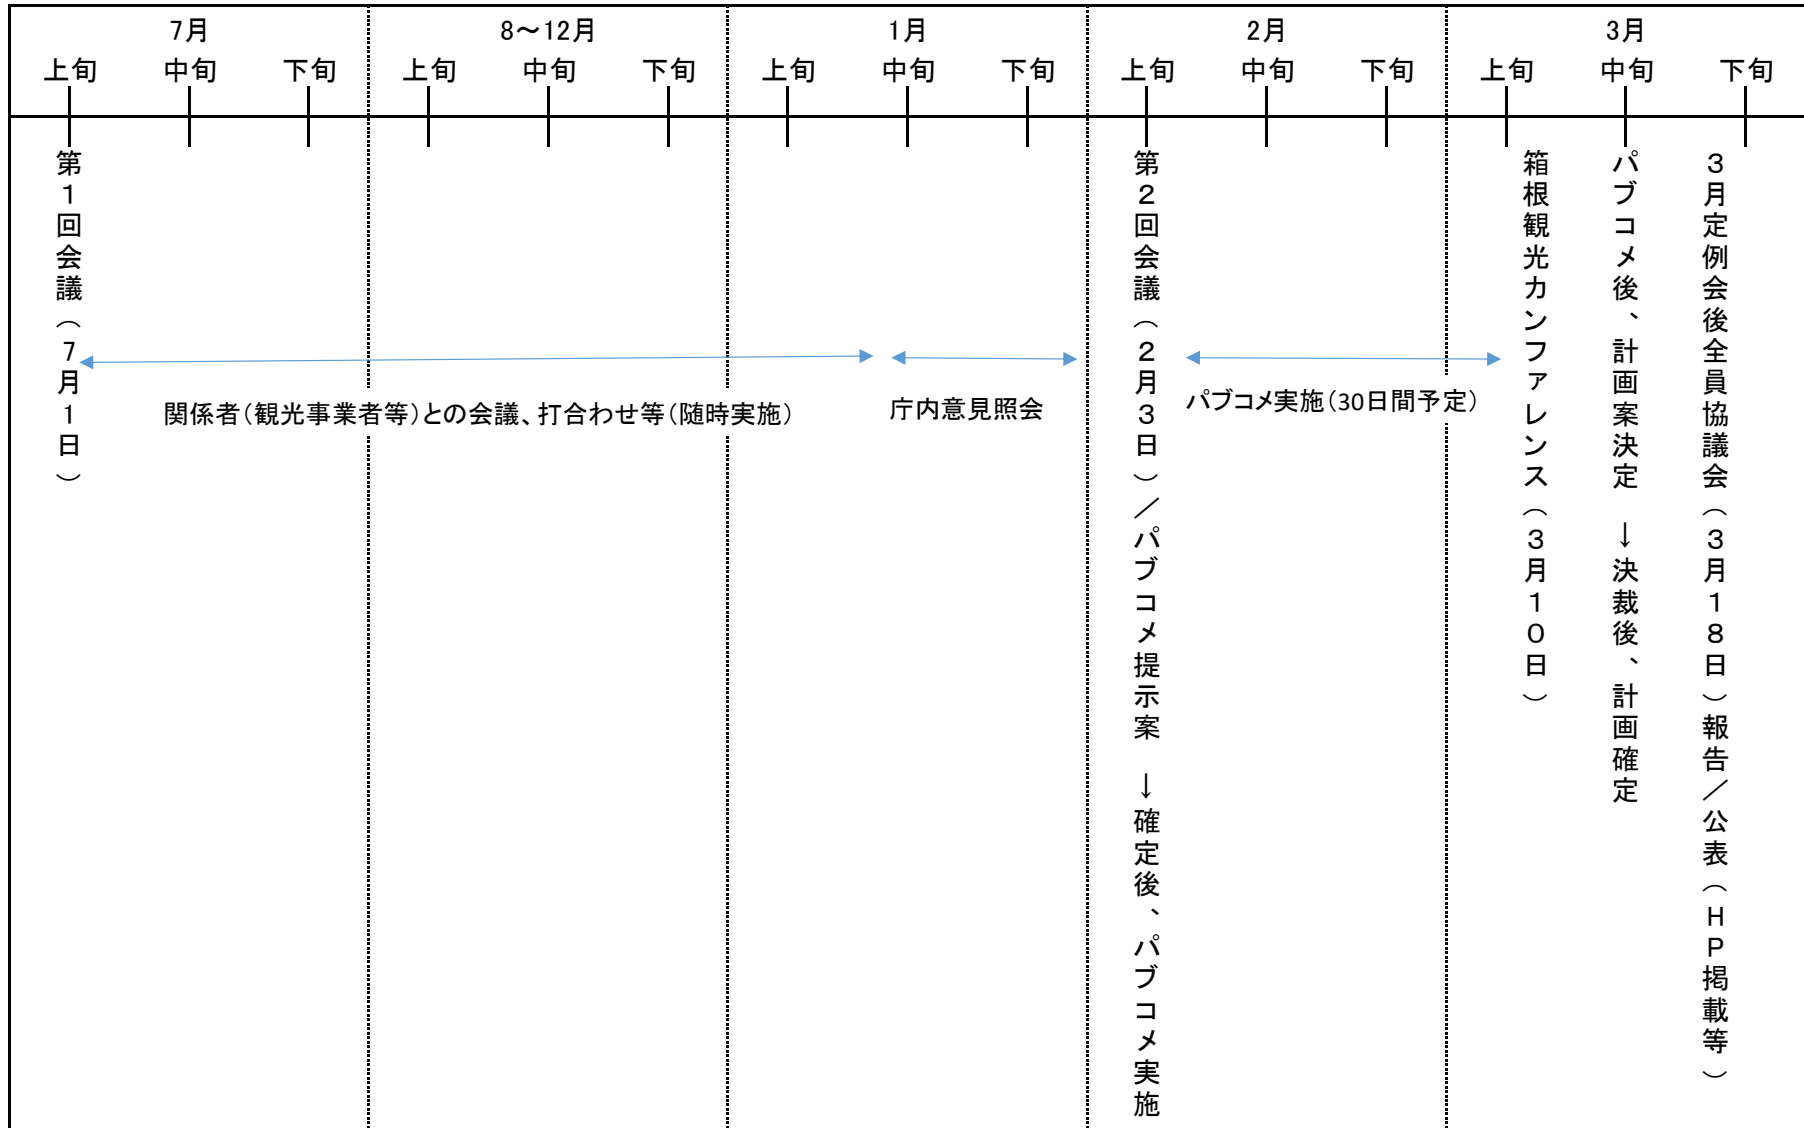 7月
8～12月
1月
2月
3月
上旬 中旬 下旬 上旬 中旬 下旬 上旬 中旬 下旬 上旬 中旬 下旬 上旬 中旬 下旬
第１回会議（７月１日）
関係者（観光事業者等）との会議、打合わせ等（随時実施）
庁内意見照会
第２回会議（２月３日）／パブコメ提示案　→確定後、パブコメ実施
パブコメ実施（30日間予定）
箱根観光カンファレンス（３月１０日）
パブコメ後、計画案決定　→決裁後、計画確定
３月定例会後全員協議会（３月１８日）報告／公表（ＨＰ掲載等）